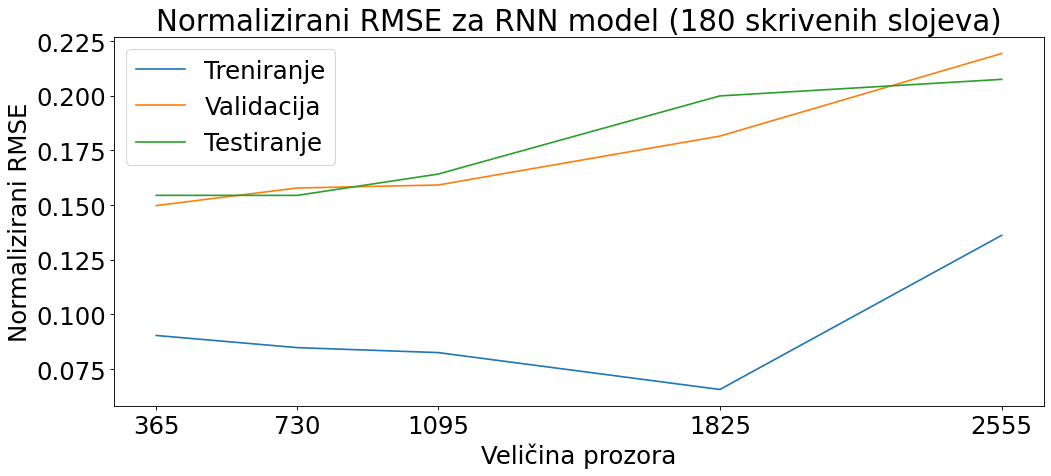 Normalizirani RMSE za RNN model (180 skrivenih slojeva)
Normalizirani RMSE
0.225
0.200
0.175
0.150
0.125
0.100
0.075
Treniranje
Validacija
Testiranje
365 730 1095 1825 2555
Veličina prozora